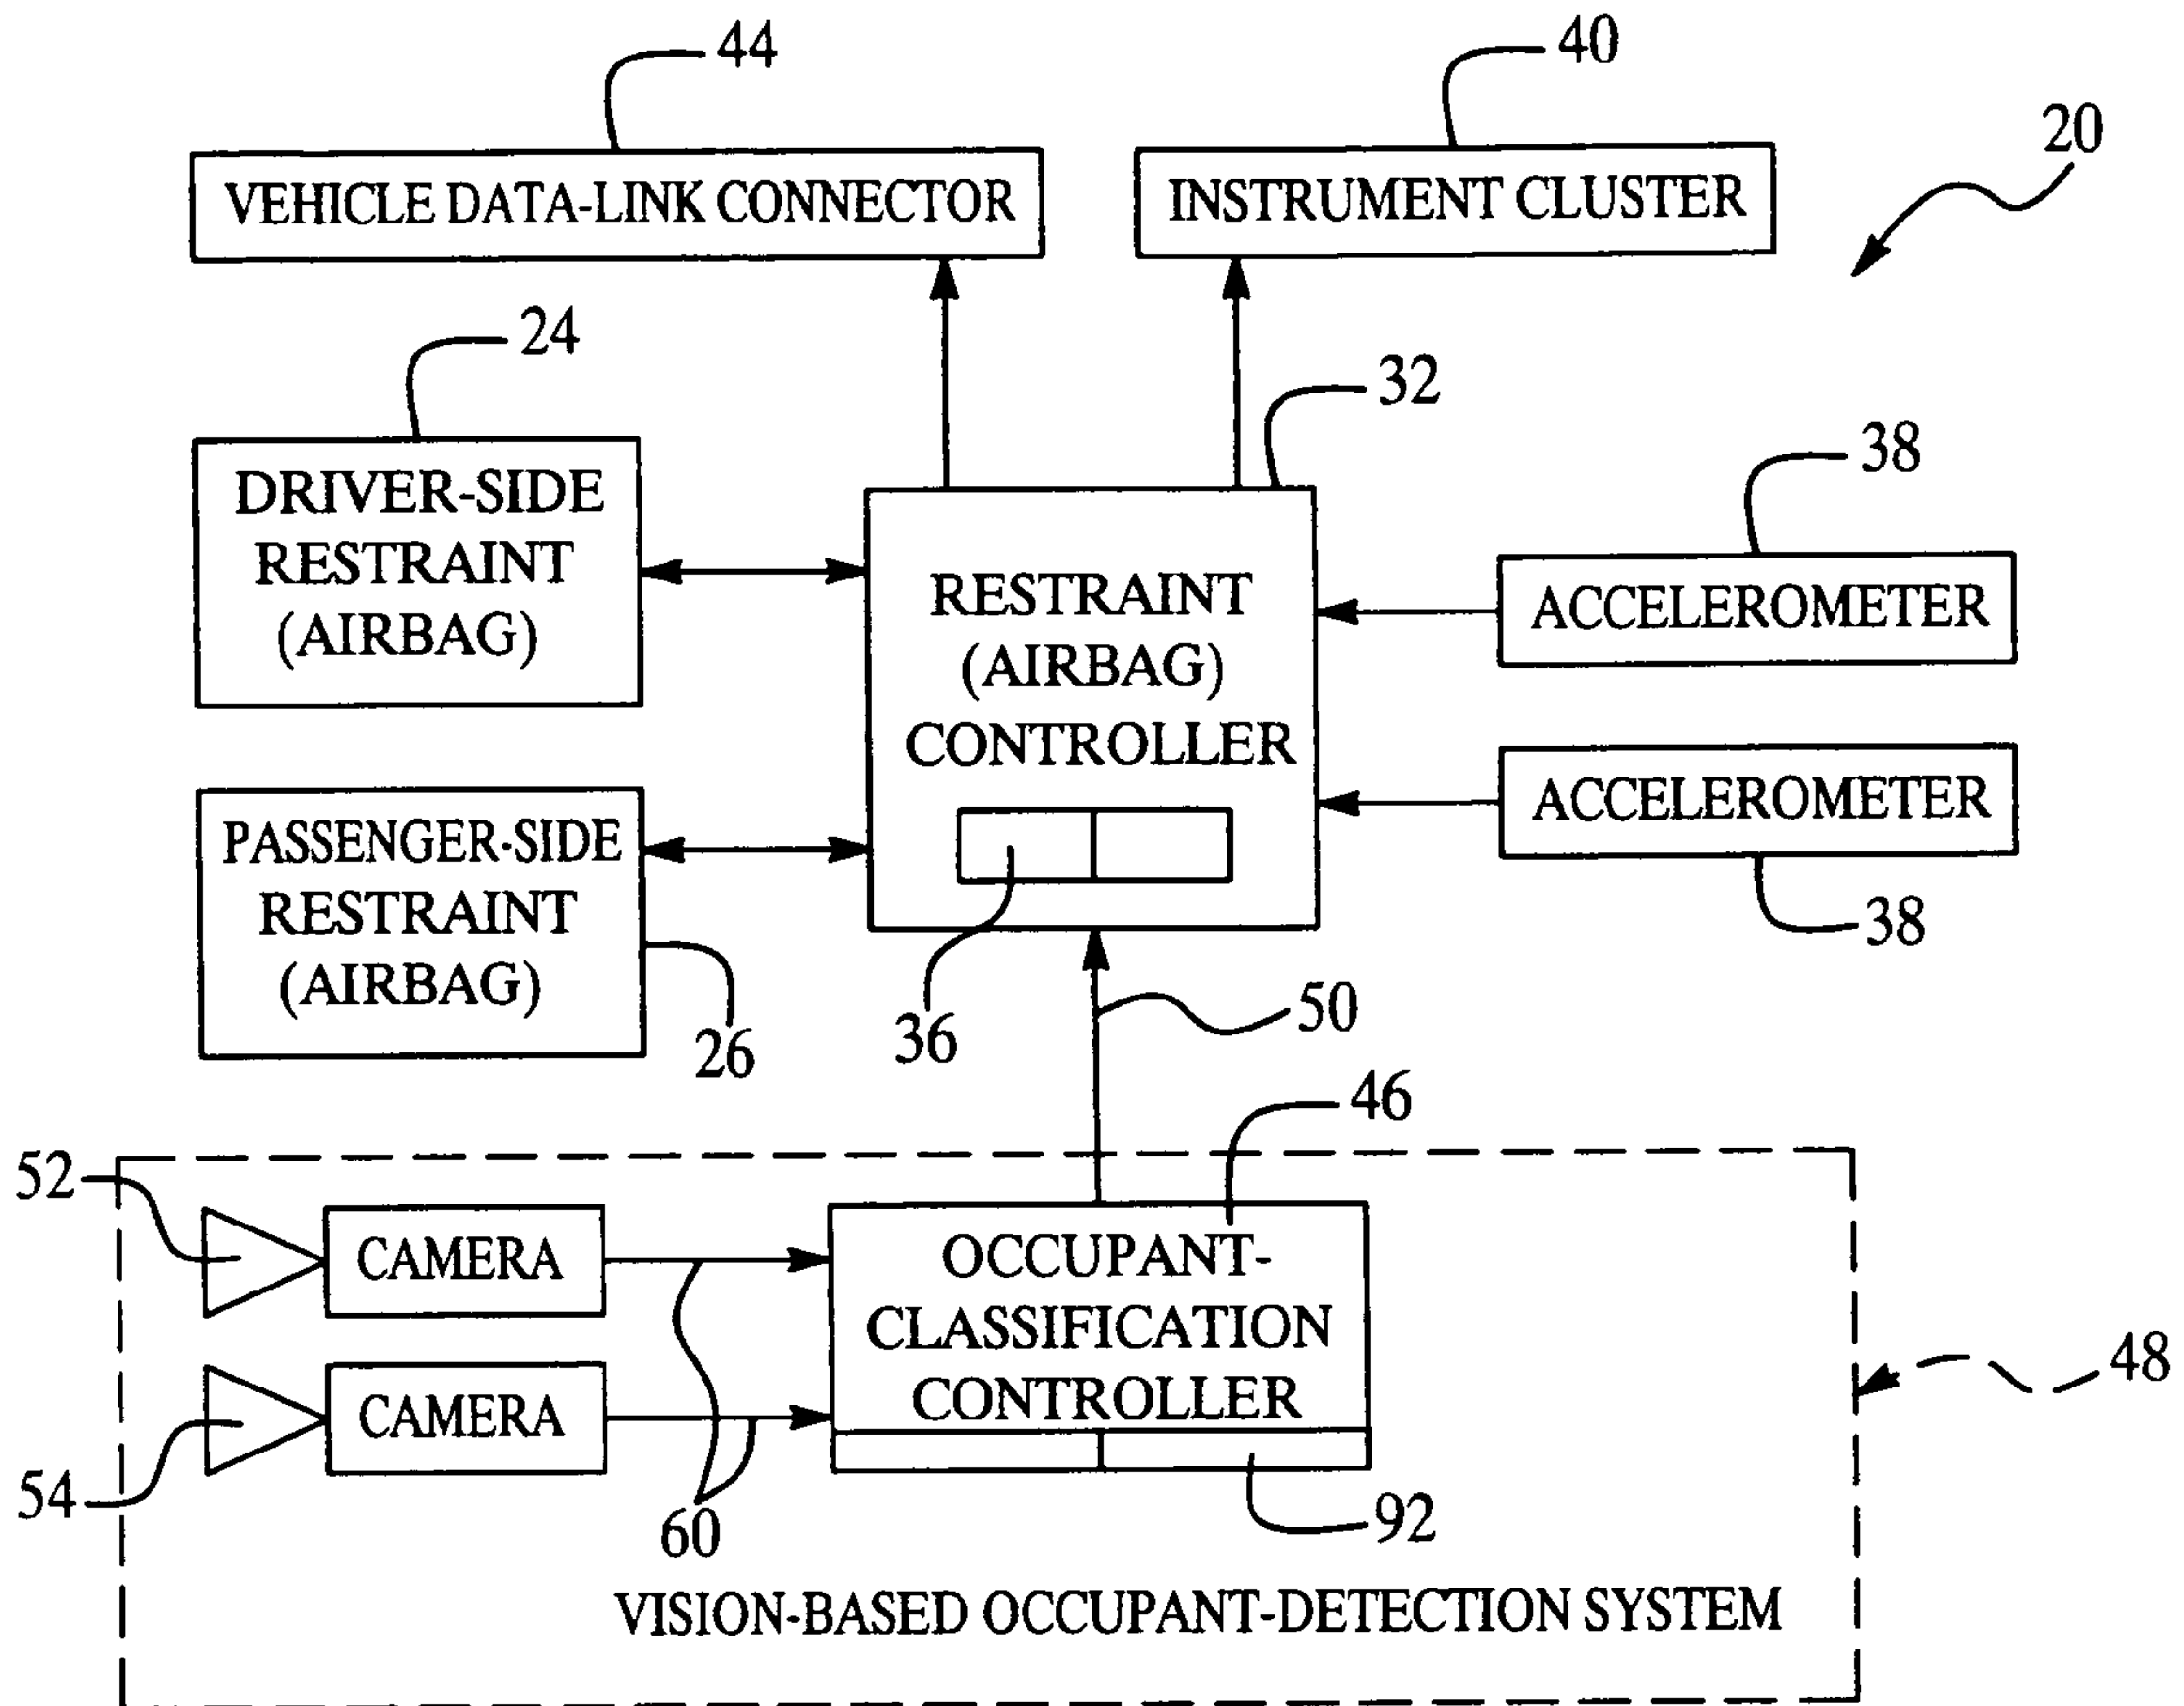 44
40
20
VEHICLE DATA-LINK CONNECTOR
INSTRUMENT CLUSTER
24
32
38
DRIVER-SIDE
RESTRAINT
(AIRBAG)
RESTRAINT
(AIRBAG)
CONTROLLER
ACCELEROMETER
ACCELEROMETER
38
PASSENGER-SIDE
RESTRAINT
(AIRBAG)
26
36
50
46
52
CAMERA
OCCUPANT-
CLASSIFICATION
CONTROLLER
48
54
CAMERA
60
92
VISION-BASED OCCUPANT-DETECTION SYSTEM